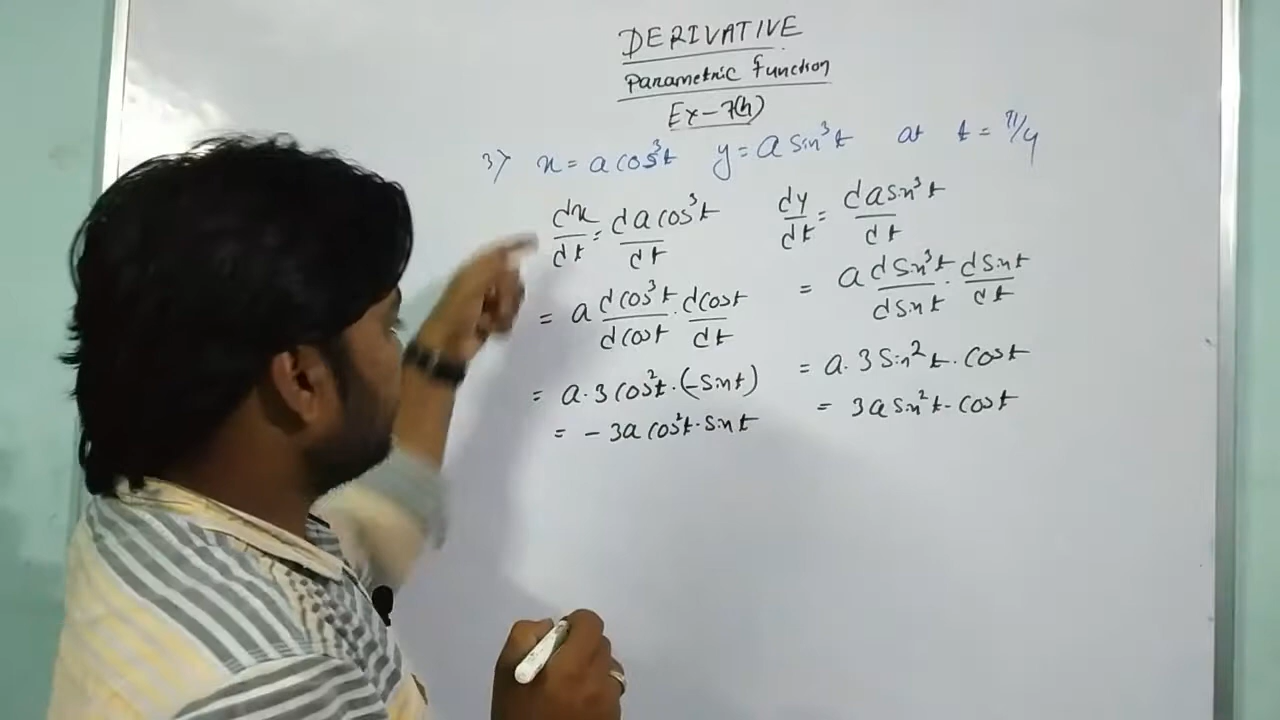 DERIVATIVE
Parametric Function
Ex - 7(h)
3) x = a cos³t y = a sin³t at t = π/4
dx/dt = d a cos³t/dt dy/dt = d a sin³t/dt
= a d cos³t/d cost · d cost/dt = a d sin³t/d sint · d sint/dt
= a · 3 cos²t · (-sint) = a · 3 sin²t · cost
= - 3a cos²t · sint = 3a sin²t · cost